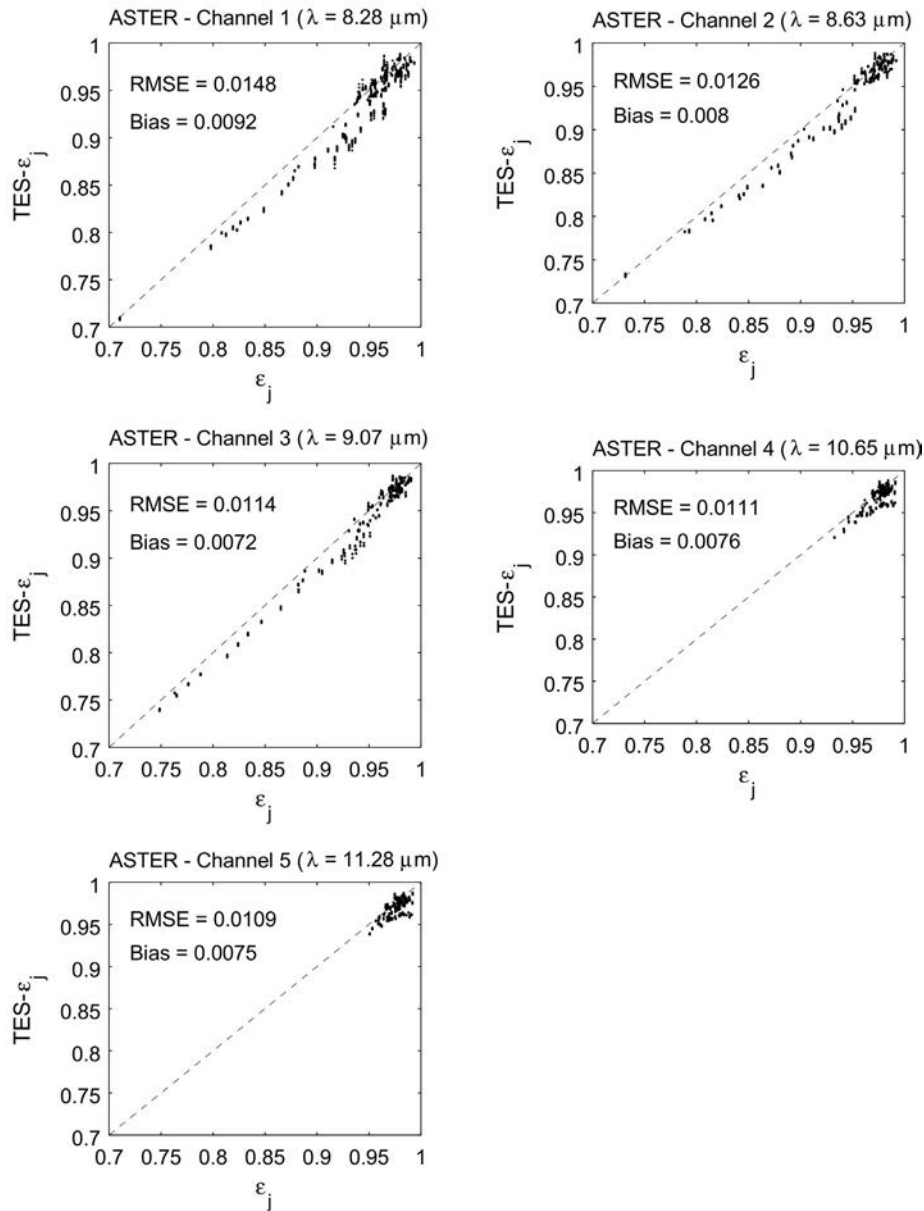 ASTER - Channel 1 (λ = 8.28 μm)
RMSE = 0.0148
Bias = 0.0092
TES-ε_j
1
0.95
0.9
0.85
0.8
0.75
0.7
0.7 0.75 0.8 0.85 0.9 0.95 1
ε_j
ASTER - Channel 2 (λ = 8.63 μm)
RMSE = 0.0126
Bias = 0.008
TES-ε_j
1
0.95
0.9
0.85
0.8
0.75
0.7
0.7 0.75 0.8 0.85 0.9 0.95 1
ε_j
ASTER - Channel 3 (λ = 9.07 μm)
RMSE = 0.0114
Bias = 0.0072
TES-ε_j
1
0.95
0.9
0.85
0.8
0.75
0.7
0.7 0.75 0.8 0.85 0.9 0.95 1
ε_j
ASTER - Channel 4 (λ = 10.65 μm)
RMSE = 0.0111
Bias = 0.0076
TES-ε_j
1
0.95
0.9
0.85
0.8
0.75
0.7
0.7 0.75 0.8 0.85 0.9 0.95 1
ε_j
ASTER - Channel 5 (λ = 11.28 μm)
RMSE = 0.0109
Bias = 0.0075
TES-ε_j
1
0.95
0.9
0.85
0.8
0.75
0.7
0.7 0.75 0.8 0.85 0.9 0.95 1
ε_j